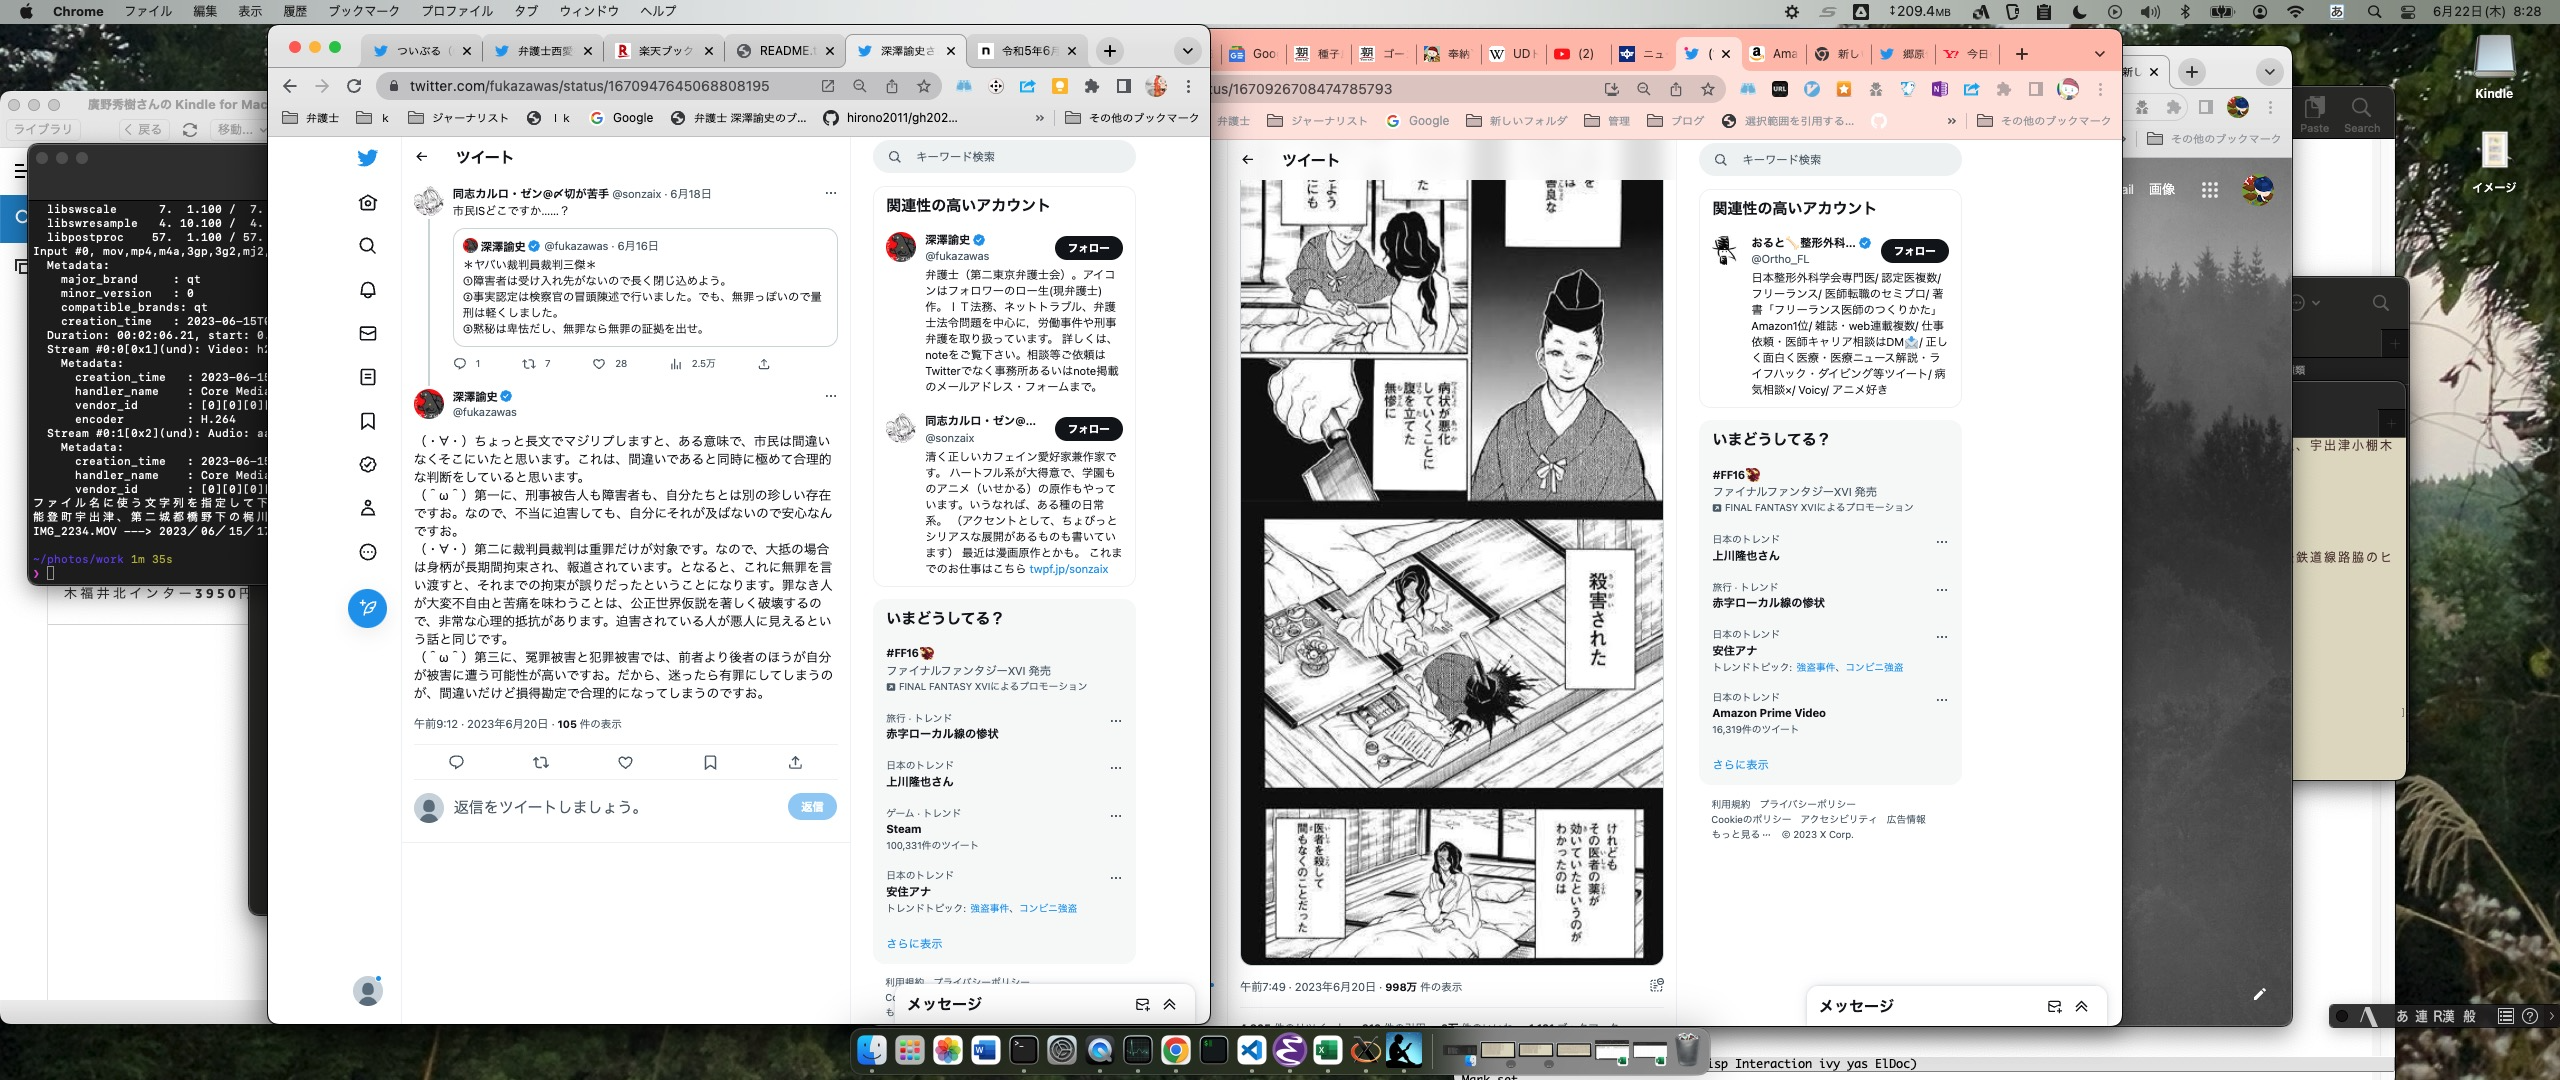 Chrome ファイル 編集 表示 履歴 ブックマーク プロファイル タブ ウィンドウ ヘルプ
209.4MB
6月22日(木) 8:28
廣野秀樹さんの Kindle for Mac
ライブラリ
戻る
移動...
libswscale 7. 1.100 / 7.
libswresample 4. 10.100 / 4.
libpostproc 57. 1.100 / 57.
Input #0, mov,mp4,m4a,3gp,3g2,mj2,
Metadata:
major_brand : qt
minor_version : 0
compatible_brands: qt
creation_time : 2023-06-15T0
Duration: 00:02:06.21, start: 0.
Stream #0:0[0x1](und): Video: h2
Metadata:
creation_time : 2023-06-15
handler_name : Core Media
vendor_id : [0][0][0]
encoder : H.264
Stream #0:1[0x2](und): Audio: aa
Metadata:
creation_time : 2023-06-15
handler_name : Core Media
vendor_id : [0][0][0]
ファイル名に使う文字列を指定して下
能登町宇出津、第二城都橋野下の梶川
IMG_2234.MOV ---> 2023/06/15/17
~/photos/work 1m 35s
木福井北インター3950円
ついぶる（
弁護士西愛
楽天ブック
README.
深澤諭史さ
令和5年6月
twitter.com/fukazawas/status/1670947645068808195
弁護士
k
ジャーナリスト
l k
Google
弁護士 深澤諭史のブ...
hirono2011/gh202...
»
その他のブックマーク
ツイート
同志カルロ・ゼン@〆切が苦手 @sonzaix · 6月18日
市民ISどこですか......？
深澤諭史 @fukazawas · 6月16日
＊ヤバい裁判員裁判三傑＊
①障害者は受け入れ先がないので長く閉じ込めよう。
②事実認定は検察官の冒頭陳述で行いました。でも、無罪っぽいので量
刑は軽くしました。
③黙秘は卑怯だし、無罪なら無罪の証拠を出せ。
1 7 28 2.5万
深澤諭史
@fukazawas
（・∀・）ちょっと長文でマジリプしますと、ある意味で、市民は間違い
なくそこにいたと思います。これは、間違いであると同時に極めて合理的
な判断をしていると思います。
（＾ω＾）第一に、刑事被告人も障害者も、自分たちとは別の珍しい存在
ですお。なので、不当に迫害しても、自分にそれが及ばないので安心なん
ですお。
（・∀・）第二に裁判員裁判は重罪だけが対象です。なので、大抵の場合
は身柄が長期間拘束され、報道されています。となると、これに無罪を言
い渡すと、それまでの拘束が誤りだったということになります。罪なき人
が大変不自由と苦痛を味わうことは、公正世界仮説を著しく破壊するの
で、非常な心理的抵抗があります。迫害されている人が悪人に見えるとい
う話と同じです。
（＾ω＾）第三に、冤罪被害と犯罪被害では、前者より後者のほうが自分
が被害に遭う可能性が高いですお。だから、迷ったら有罪にしてしまうの
が、間違いだけど損得勘定で合理的になってしまうのですお。
午前9:12 · 2023年6月20日 · 105 件の表示
返信をツイートしましょう。
返信
キーワード検索
関連性の高いアカウント
深澤諭史
@fukazawas
フォロー
弁護士（第二東京弁護士会）。アイコ
ンはフォロワーのロー生(現弁護士)
作。ＩＴ法務、ネットトラブル、弁護
士法令問題を中心に，労働事件や刑事
弁護を取り扱っています。 詳しくは、
noteをご覧下さい。相談等ご依頼は
Twitterでなく事務所あるいはnote掲載
のメールアドレス・フォームまで。
同志カルロ・ゼン@...
@sonzaix
フォロー
清く正しいカフェイン愛好家兼作家で
す。 ハートフル系が大得意で、学園も
のアニメ（いせかる）の原作もやって
います。いうなれば、ある種の日常
系。 （アクセントとして、ちょびっと
シリアスな展開があるものも書いてい
ます） 最近は漫画原作とかも。 これま
でのお仕事はこちら twpf.jp/sonzaix
いまどうしてる？
#FF16
ファイナルファンタジーXVI 発売
FINAL FANTASY XVIによるプロモーション
旅行 · トレンド
赤字ローカル線の惨状
日本のトレンド
上川隆也さん
ゲーム · トレンド
Steam
100,331件のツイート
日本のトレンド
安住アナ
トレンドトピック: 強盗事件、コンビニ強盗
さらに表示
利用規約 プライバシーポリシー
メッセージ
Goo
種子
ゴー
奉納
UDト
(2)
ニュ
(
Ama
新し
郷原
今日
tus/1670926708474785793
弁護士
ジャーナリスト
Google
新しいフォルダ
管理
ブログ
選択範囲を引用する...
»
その他のブックマーク
ツイート
病状が悪化
していくことに
腹を立てた
無惨に
殺害された
けれども
その医者の薬が
効いていたというのが
わかったのは
医者を殺して
間もなくのことだった
午前7:49 · 2023年6月20日 · 998万 件の表示
キーワード検索
関連性の高いアカウント
おると🦴整形外科...
@Ortho_FL
フォロー
日本整形外科学会専門医/ 認定医複数/
フリーランス/ 医師転職のセミプロ/ 著
書「フリーランス医師のつくりかた」
Amazon1位/ 雑誌・web連載複数/ 仕事
依頼・医師キャリア相談はDM📩/ 正し
く面白く医療・医療ニュース解説・ラ
イフハック・ダイビング等ツイート/ 病
気相談×/ Voicy/ アニメ好き
いまどうしてる？
#FF16
ファイナルファンタジーXVI 発売
FINAL FANTASY XVIによるプロモーション
日本のトレンド
上川隆也さん
旅行 · トレンド
赤字ローカル線の惨状
日本のトレンド
安住アナ
トレンドトピック: 強盗事件、コンビニ強盗
日本のトレンド
Amazon Prime Video
16,319件のツイート
さらに表示
利用規約 プライバシーポリシー
Cookieのポリシー アクセシビリティ 広告情報
もっと見る… © 2023 X Corp.
メッセージ
新し
その他のブックマーク
ail 画像
Paste Search
、宇出津小棚木
鉄道線路脇のヒ
Kindle
イメージ
あ 連 R漢 般
isp Interaction ivy yas ElDoc)
Mark set